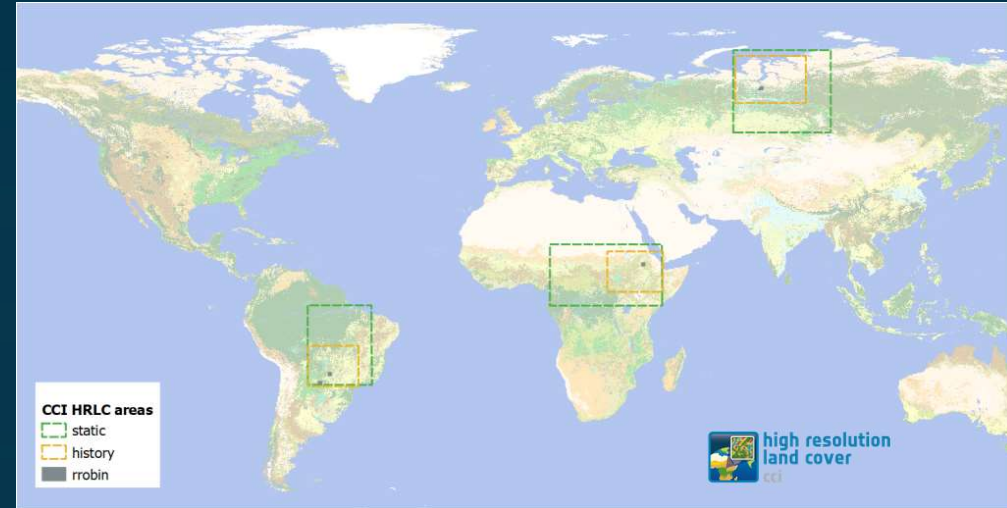 CCI HRLC areas
static
history
rrobin
high resolution
land cover
cci